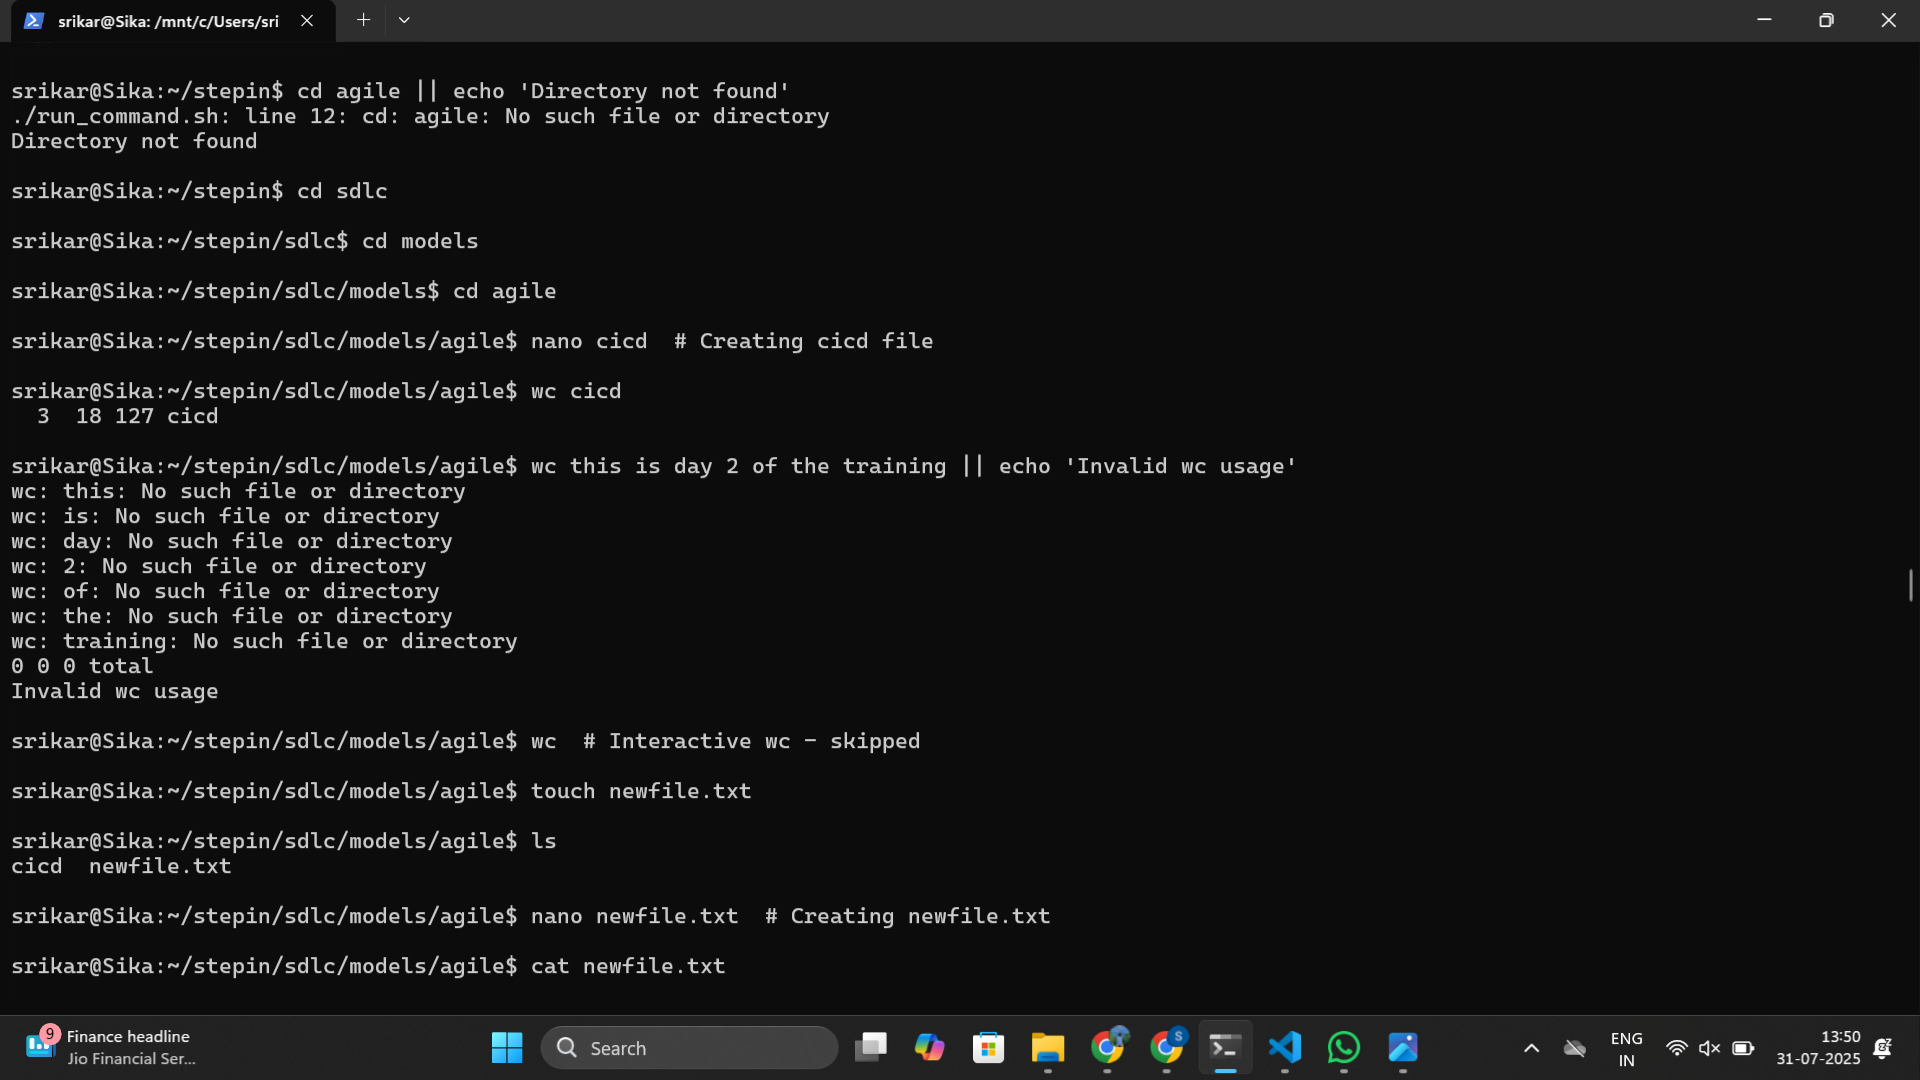 srikar@Sika: /mnt/c/Users/sri
srikar@Sika:~/stepin$ cd agile || echo 'Directory not found'
./run_command.sh: line 12: cd: agile: No such file or directory
Directory not found
srikar@Sika:~/stepin$ cd sdlc
srikar@Sika:~/stepin/sdlc$ cd models
srikar@Sika:~/stepin/sdlc/models$ cd agile
srikar@Sika:~/stepin/sdlc/models/agile$ nano cicd  # Creating cicd file
srikar@Sika:~/stepin/sdlc/models/agile$ wc cicd
  3  18 127 cicd
srikar@Sika:~/stepin/sdlc/models/agile$ wc this is day 2 of the training || echo 'Invalid wc usage'
wc: this: No such file or directory
wc: is: No such file or directory
wc: day: No such file or directory
wc: 2: No such file or directory
wc: of: No such file or directory
wc: the: No such file or directory
wc: training: No such file or directory
0 0 0 total
Invalid wc usage
srikar@Sika:~/stepin/sdlc/models/agile$ wc  # Interactive wc - skipped
srikar@Sika:~/stepin/sdlc/models/agile$ touch newfile.txt
srikar@Sika:~/stepin/sdlc/models/agile$ ls
cicd  newfile.txt
srikar@Sika:~/stepin/sdlc/models/agile$ nano newfile.txt  # Creating newfile.txt
srikar@Sika:~/stepin/sdlc/models/agile$ cat newfile.txt
9
Finance headline
Jio Financial Ser...
Search
S
ENG
IN
13:50
31-07-2025